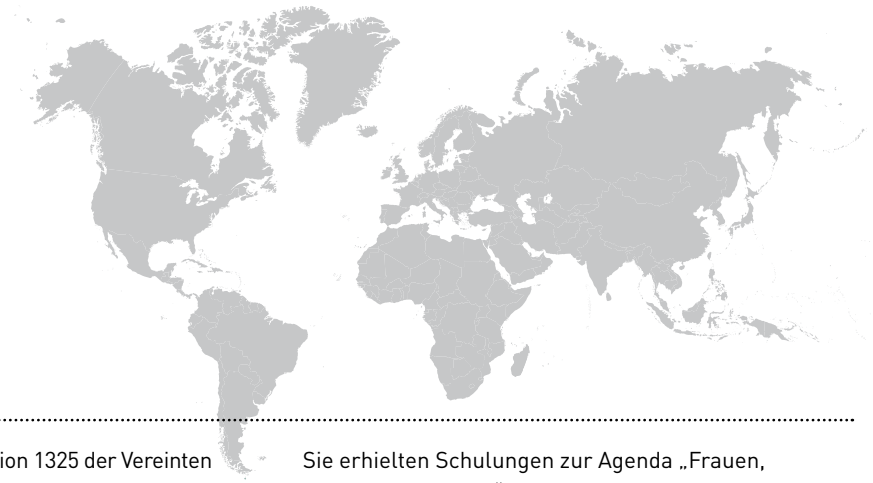 ion 1325 der Vereinten
Sie erhielten Schulungen zur Agenda „Frauen,